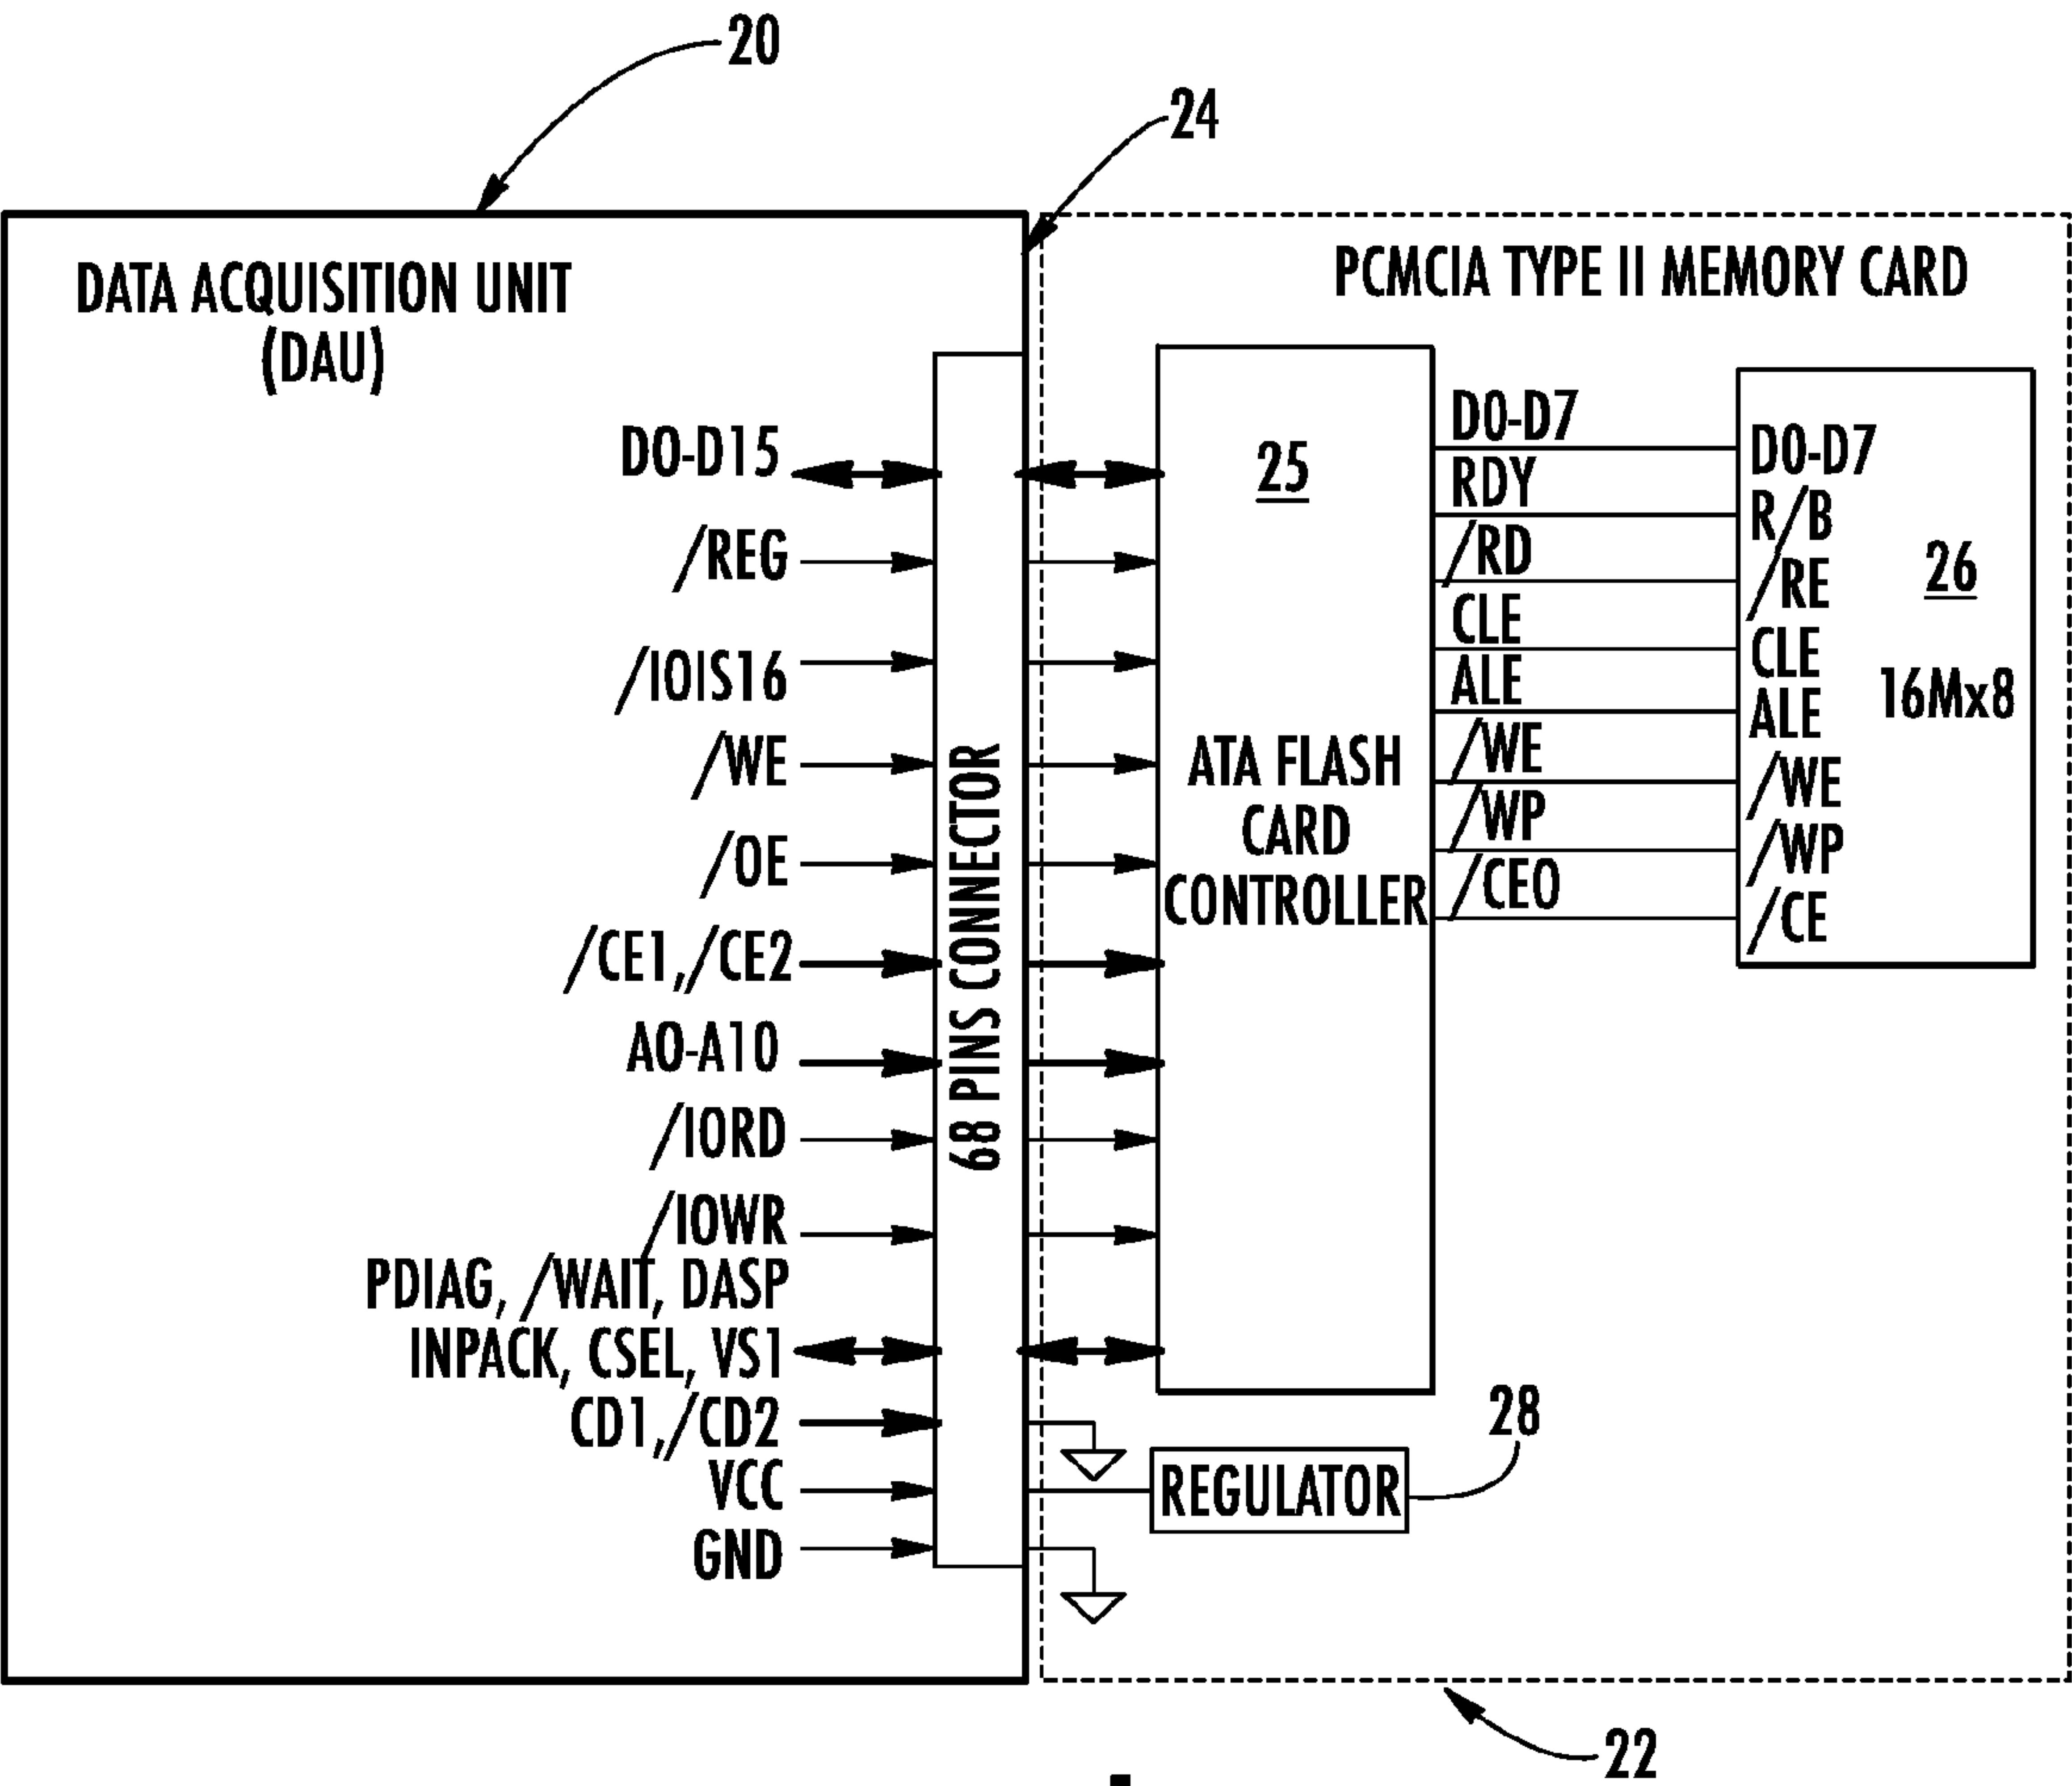 20
24
DATA ACQUISITION UNIT
(DAU)
PCMCIA TYPE II MEMORY CARD
D0-D15
/REG
/IOIS16
/WE
/OE
/CE1,/CE2
A0-A10
/IORD
/IOWR
PDIAG, /WAIT, DASP
INPACK, CSEL, VS1
CD1,/CD2
VCC
GND
68 PINS CONNECTOR
25
ATA FLASH
CARD
CONTROLLER
D0-D7
RDY
/RD
CLE
ALE
/WE
/WP
/CE0
D0-D7
R/B
/RE
CLE
ALE
/WE
/WP
/CE
26
16Mx8
REGULATOR
28
22